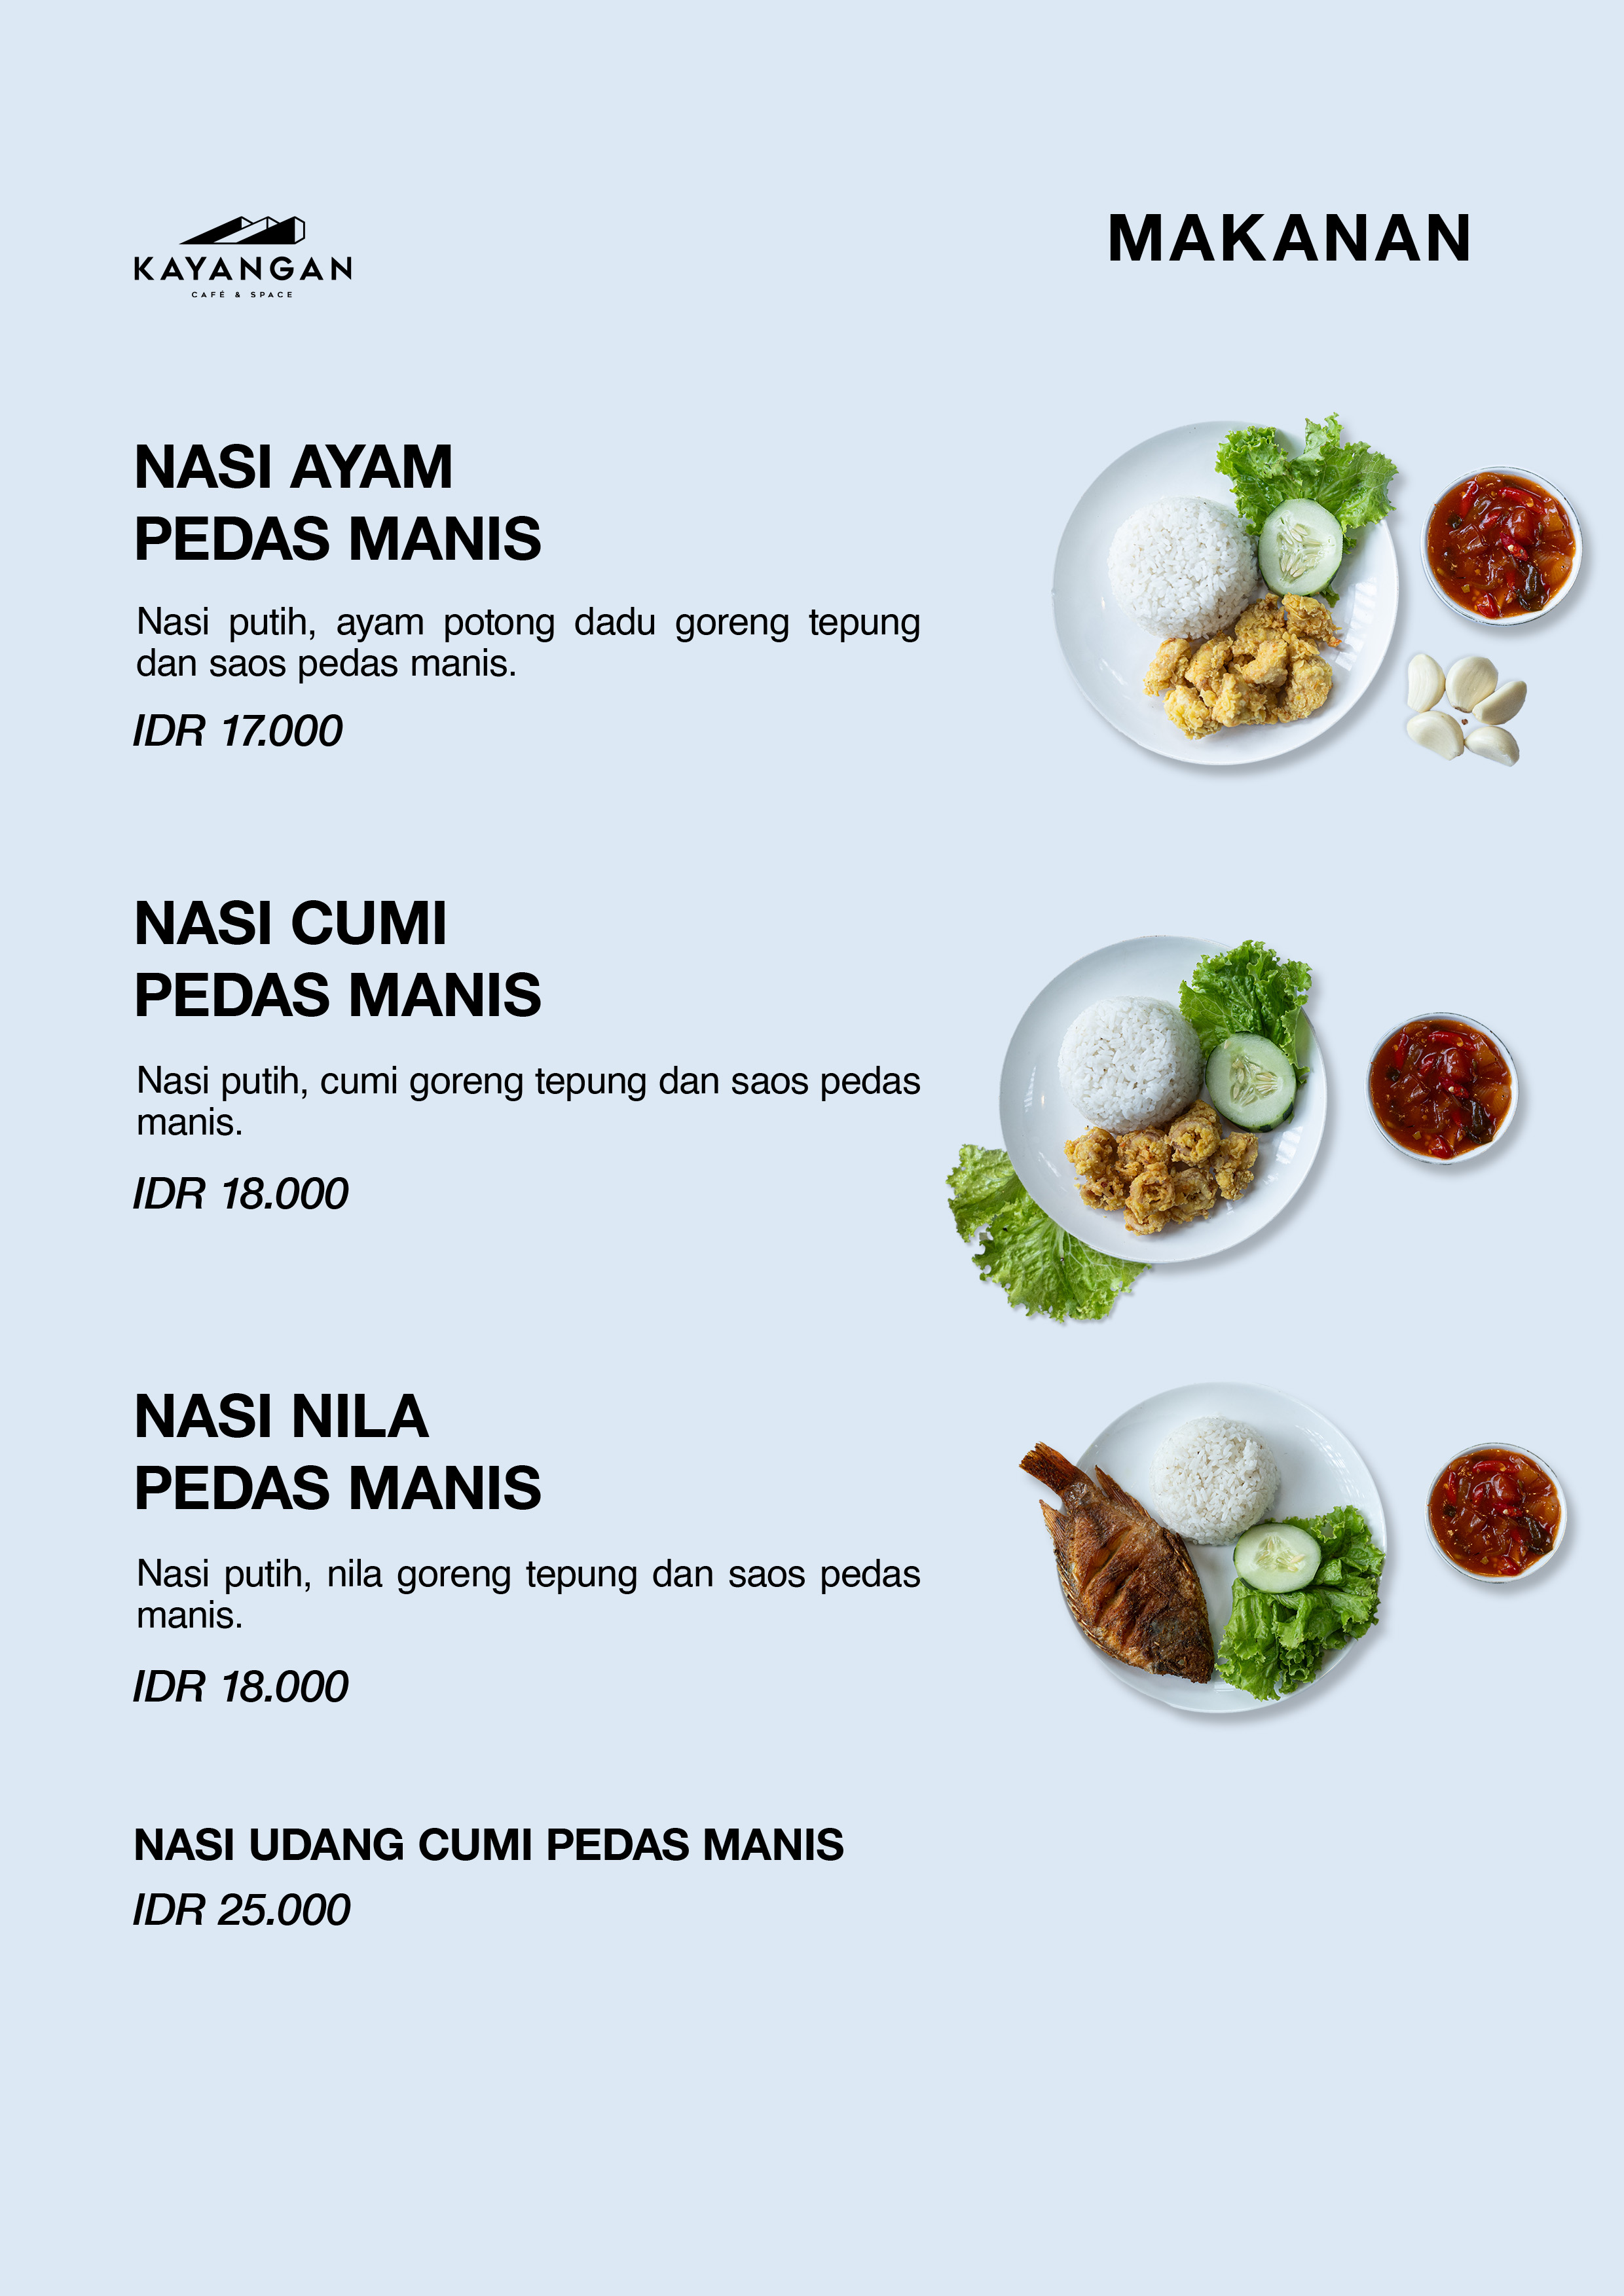 KAYANGAN
CAFÉ & SPACE
MAKANAN
NASI AYAM
PEDAS MANIS
Nasi putih, ayam potong dadu goreng tepung
dan saos pedas manis.
IDR 17.000
NASI CUMI
PEDAS MANIS
Nasi putih, cumi goreng tepung dan saos pedas
manis.
IDR 18.000
NASI NILA
PEDAS MANIS
Nasi putih, nila goreng tepung dan saos pedas
manis.
IDR 18.000
NASI UDANG CUMI PEDAS MANIS
IDR 25.000